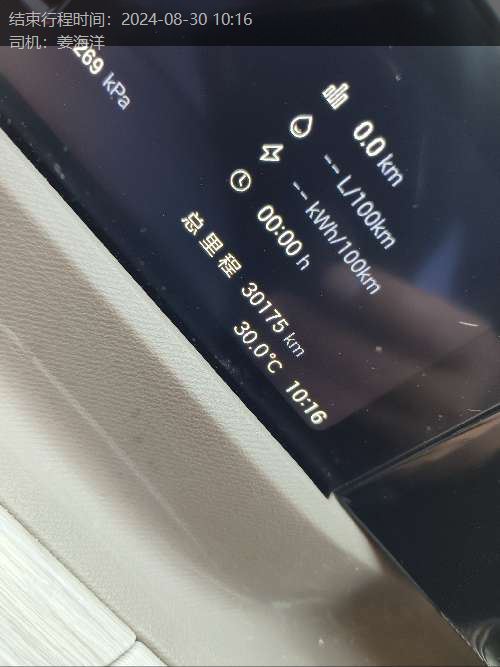 结束行程时间：2024-08-30 10:16
司机：姜海洋
269 kPa
0.0 km
-- L/100km
-- kWh/100km
00:00 h
总里程 30175 km
30.0℃ 10:16